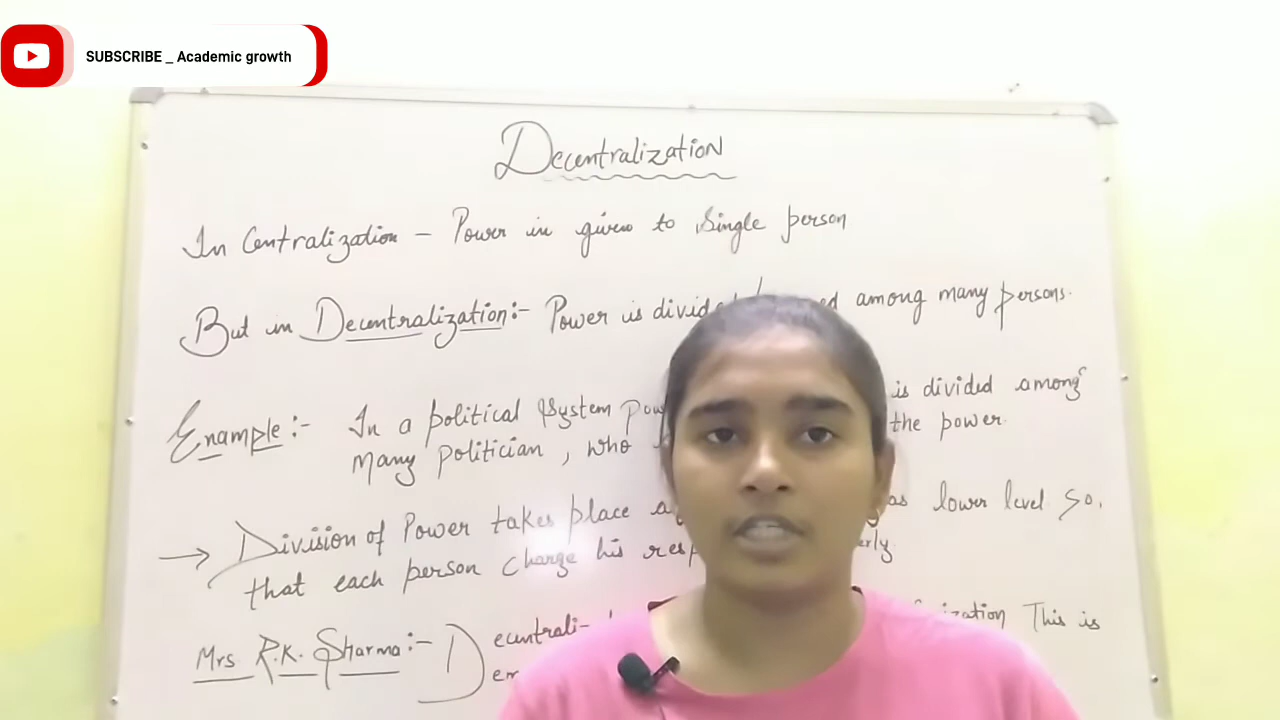 SUBSCRIBE _ Academic growth
Decentralization
In Centralization - Power in given to Single person
But in Decentralization:- Power is among many persons.
Example:- In a political System is divided among
Many politician, who the power.
→ Division of Power takes place as lower level So,
that each person charge his
Mrs R.K. Sharma:- Decentrali- This is